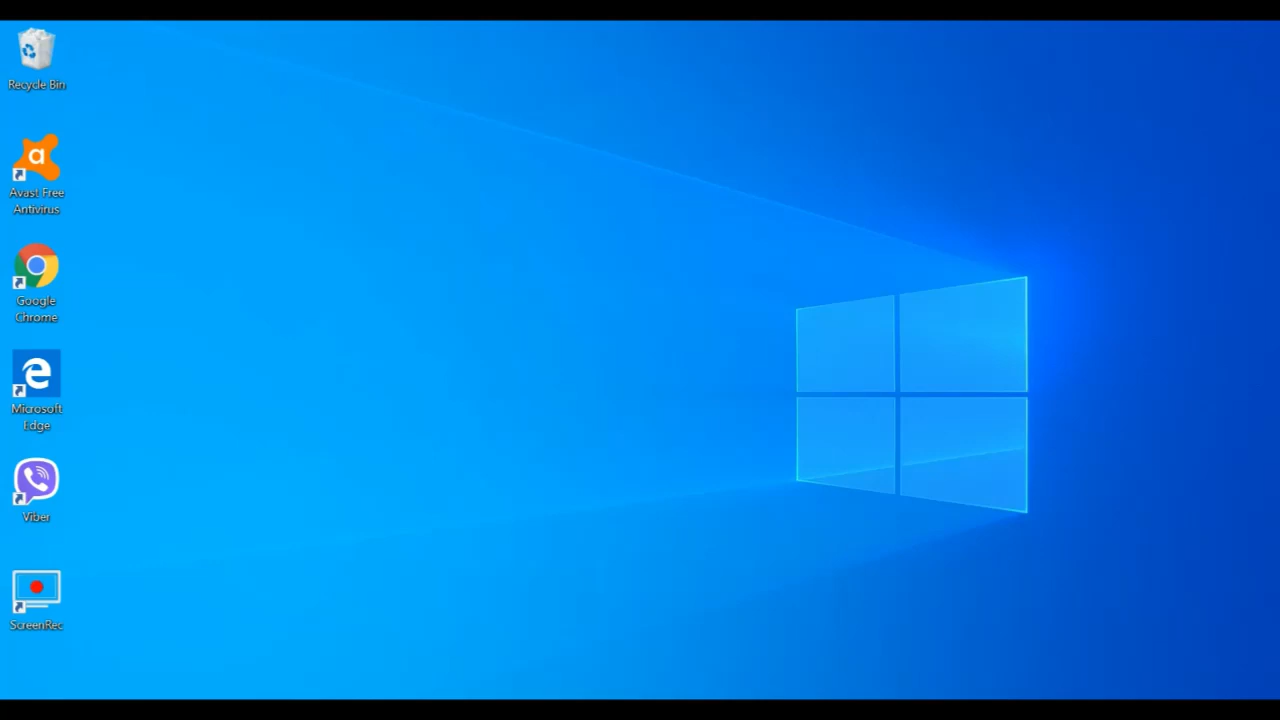 Recycle Bin
a
Avast Free
Antivirus
Google
Chrome
Microsoft
Edge
Viber
ScreenRec